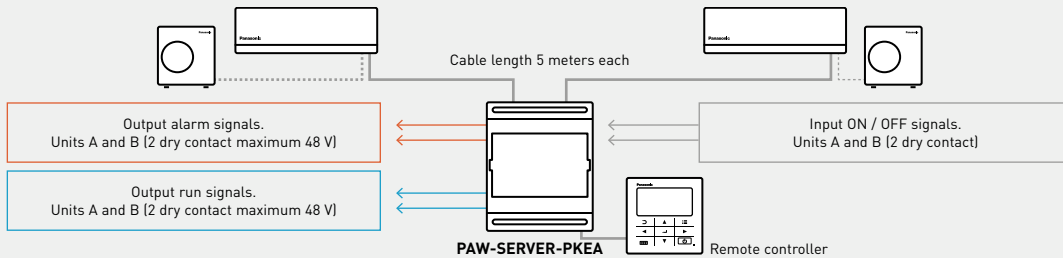 Panasonic
Panasonic
Panasonic
Panasonic
Cable length 5 meters each
Output alarm signals.
Units A and B (2 dry contact maximum 48 V)
Input ON / OFF signals.
Units A and B (2 dry contact)
Output run signals.
Units A and B (2 dry contact maximum 48 V)
Panasonic
PAW-SERVER-PKEA
Remote controller